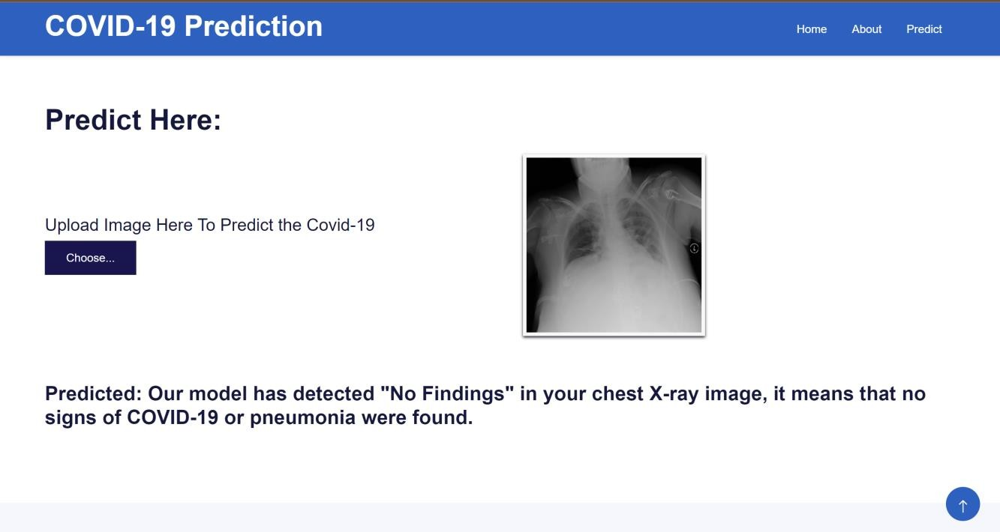 COVID-19 Prediction
Home About Predict
Predict Here:
Upload Image Here To Predict the Covid-19
Choose...
L
Predicted: Our model has detected "No Findings" in your chest X-ray image, it means that no
signs of COVID-19 or pneumonia were found.